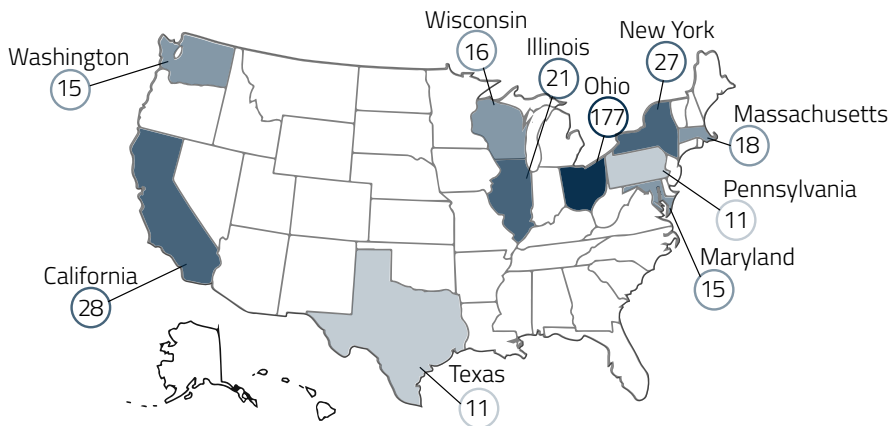 Wisconsin
16
Washington
15
Illinois
21
Ohio
177
New York
27
Massachusetts
18
Pennsylvania
11
Maryland
15
California
28
Texas
11